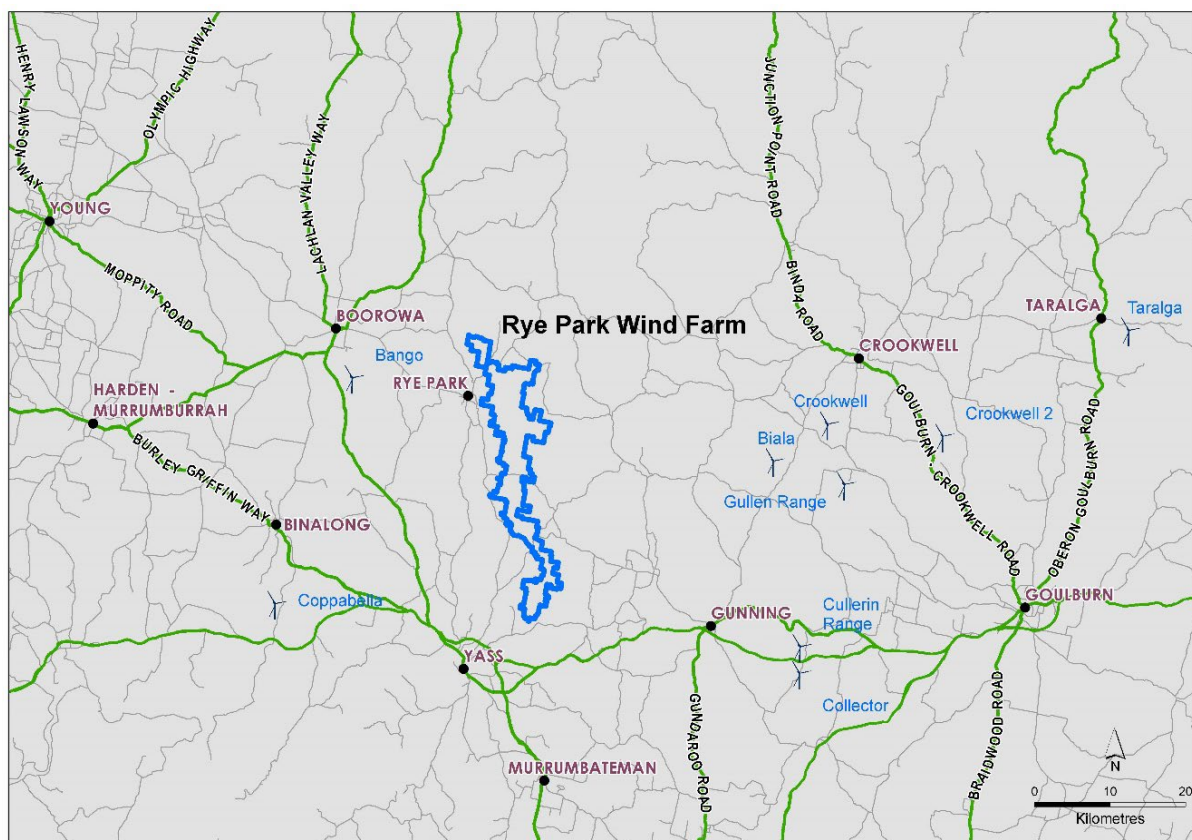 HENRY LAWSON WAY
OLYMPIC HIGHWAY
LACHLAN VALLEY WAY
JUNCTION POINT ROAD
YOUNG
MOPPITY ROAD
BINDA ROAD
BOOROWA
Rye Park Wind Farm
TARALGA
Taralga
Bango
CROOKWELL
RYE PARK
HARDEN -
MURRUMBURRAH
Crookwell
GOULBURN - CROOKWELL ROAD
Crookwell 2
OBERON-GOULBURN ROAD
Biala
BURLEY GRIFFIN WAY
Gullen Range
BINALONG
Coppabella
GUNNING
Cullerin
Range
GOULBURN
YASS
Collector
GUNDAROO ROAD
BRAIDWOOD ROAD
MURRUMBATEMAN
N
0 10 20
Kilometres